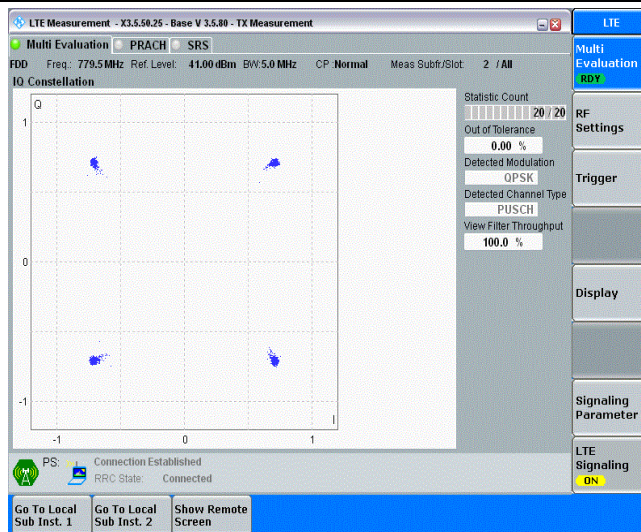 LTE Measurement - X3.5.50.25 - Base V 3.5.80 - TX Measurement
LTE
Multi Evaluation PRACH SRS
FDD Freq.: 779.5 MHz Ref. Level: 41.00 dBm BW: 5.0 MHz CP : Normal Meas Subfr./Slot: 2 / All
IQ Constellation
Q
1
0
-1
-1 0 1
I
Statistic Count
20 / 20
Out of Tolerance
0.00 %
Detected Modulation
QPSK
Detected Channel Type
PUSCH
View Filter Throughput
100.0 %
Multi
Evaluation
RDY
RF
Settings
Trigger
Display
Signaling
Parameter
LTE
Signaling
ON
PS: Connection Established
RRC State: Connected
Go To Local
Sub Inst. 1
Go To Local
Sub Inst. 2
Show Remote
Screen